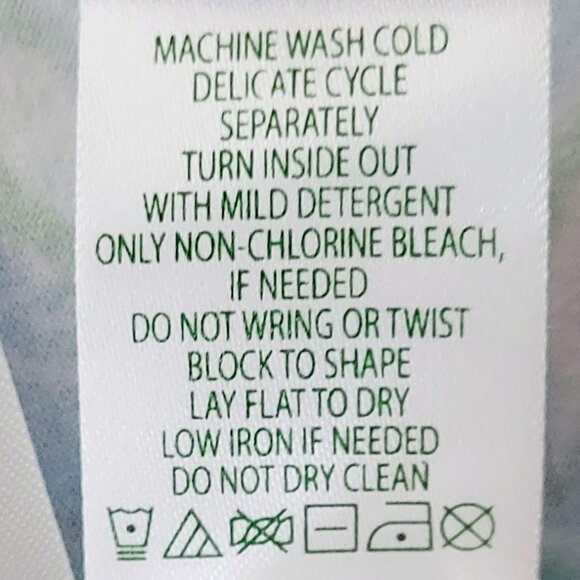 MACHINE WASH COLD
DELICATE CYCLE
SEPARATELY
TURN INSIDE OUT
WITH MILD DETERGENT
ONLY NON-CHLORINE BLEACH,
IF NEEDED
DO NOT WRING OR TWIST
BLOCK TO SHAPE
LAY FLAT TO DRY
LOW IRON IF NEEDED
DO NOT DRY CLEAN